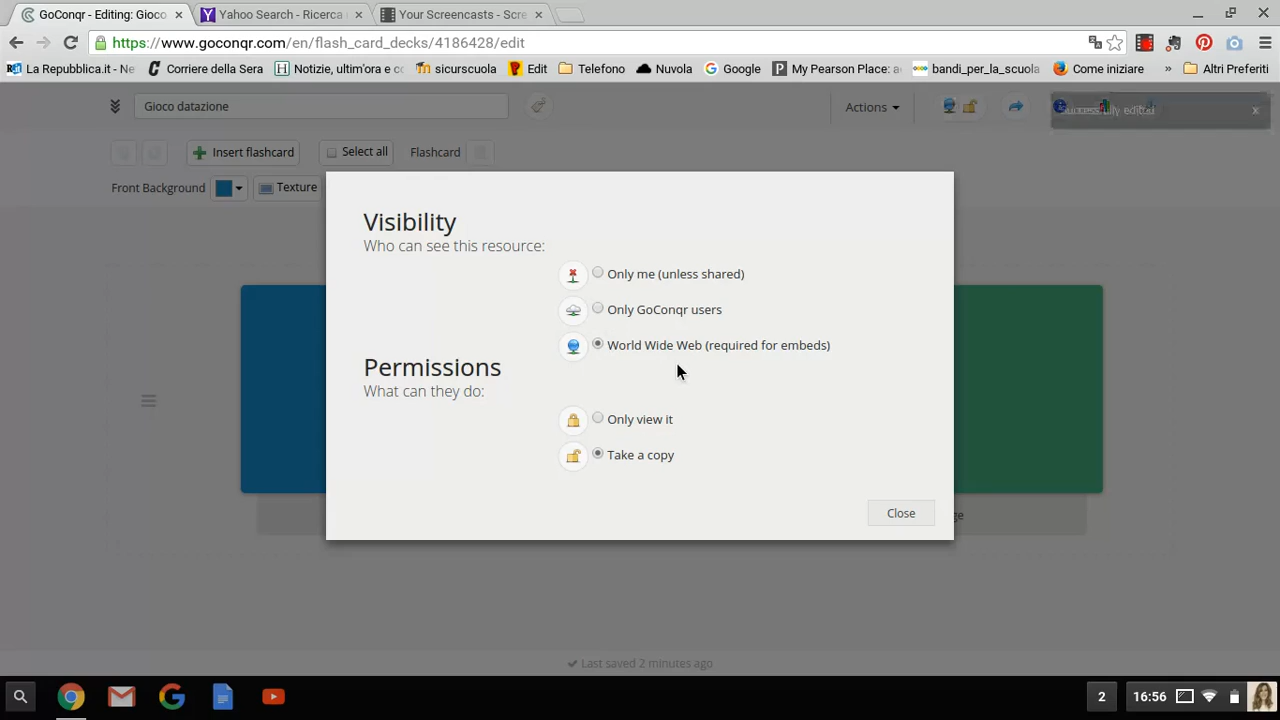 GoConqr - Editing: Gioco
Yahoo Search - Ricerca
Your Screencasts - Scre
https://www.goconqr.com/en/flash_card_decks/4186428/edit
La Repubblica.it - Ne
Corriere della Sera
Notizie, ultim'ora e co
sicurscuola
Edit
Telefono
Nuvola
Google
My Pearson Place: a
bandi_per_la_scuola
Come iniziare
»
Altri Preferiti
Gioco datazione
Actions
Successfully edited
x
Insert flashcard
Select all
Flashcard
Front Background
Texture
Visibility
Who can see this resource:
Only me (unless shared)
Only GoConqr users
World Wide Web (required for embeds)
Permissions
What can they do:
Only view it
Take a copy
Close
Last saved 2 minutes ago
2
16:56